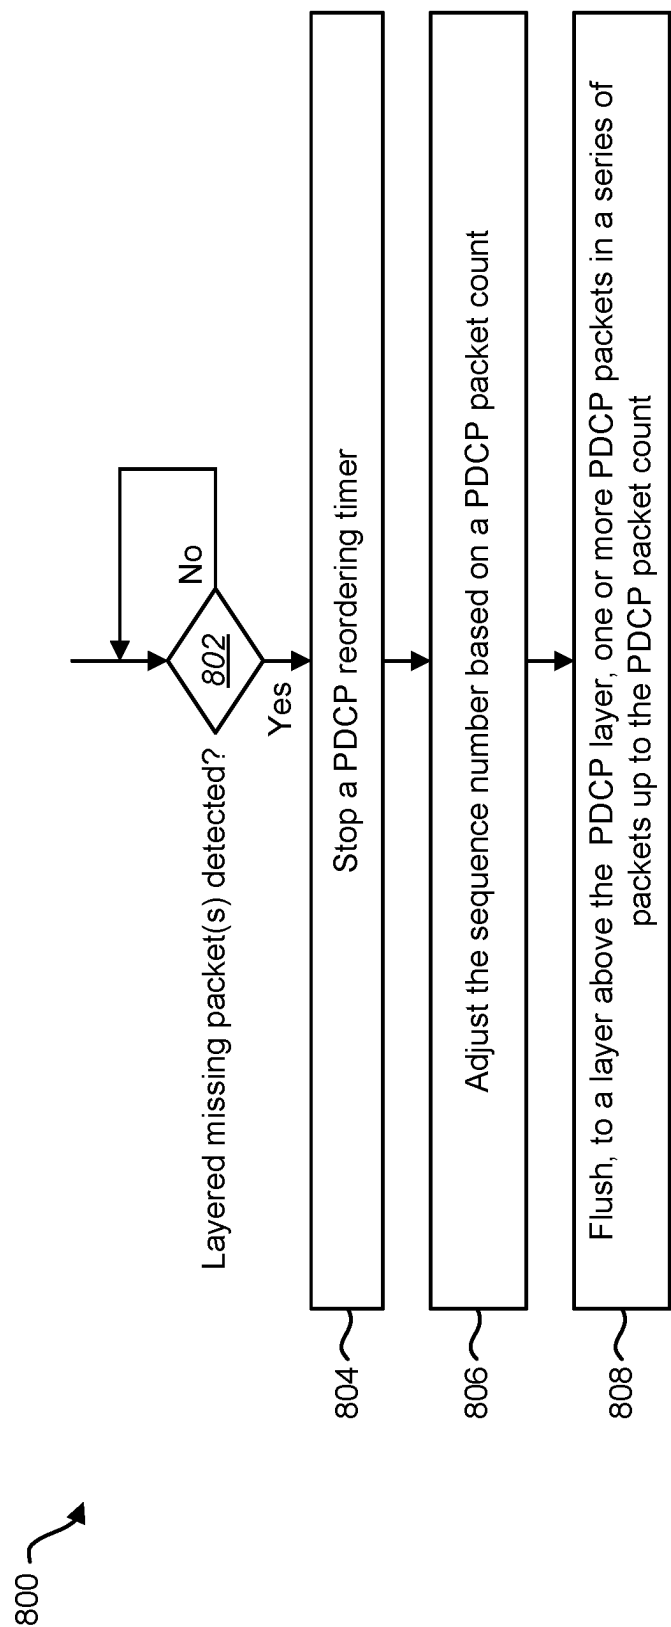 800
Layered missing packet(s) detected?
802
No
Yes
804
Stop a PDCP reordering timer
806
Adjust the sequence number based on a PDCP packet count
808
Flush, to a layer above the PDCP layer, one or more PDCP packets in a series of
packets up to the PDCP packet count